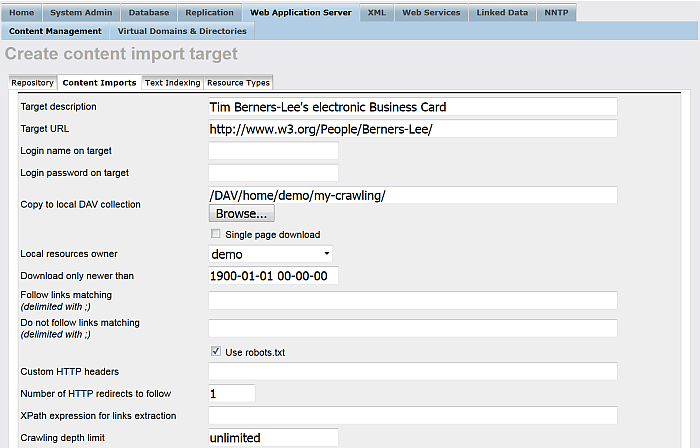 Home System Admin Database Replication Web Application Server XML Web Services Linked Data NNTP
Content Management Virtual Domains & Directories
Create content import target
Repository Content Imports Text Indexing Resource Types
Target description Tim Berners-Lee's electronic Business Card
Target URL http://www.w3.org/People/Berners-Lee/
Login name on target
Login password on target
Copy to local DAV collection /DAV/home/demo/my-crawling/
Browse...
Single page download
Local resources owner demo
Download only newer than 1900-01-01 00-00-00
Follow links matching
(delimited with ;)
Do not follow links matching
(delimited with ;)
Use robots.txt
Custom HTTP headers
Number of HTTP redirects to follow 1
XPath expression for links extraction
Crawling depth limit unlimited